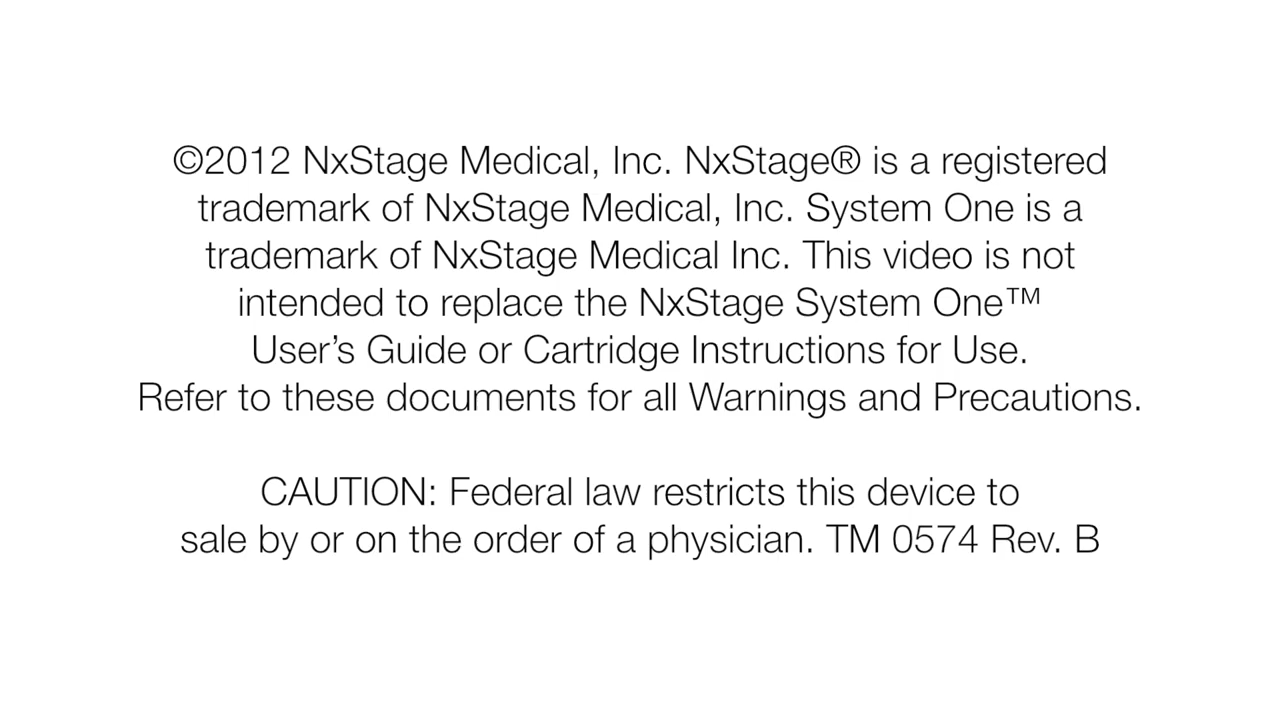 ©2012 NxStage Medical, Inc. NxStage® is a registered
trademark of NxStage Medical, Inc. System One is a
trademark of NxStage Medical Inc. This video is not
intended to replace the NxStage System One™
User’s Guide or Cartridge Instructions for Use.
Refer to these documents for all Warnings and Precautions.
CAUTION: Federal law restricts this device to
sale by or on the order of a physician. TM 0574 Rev. B